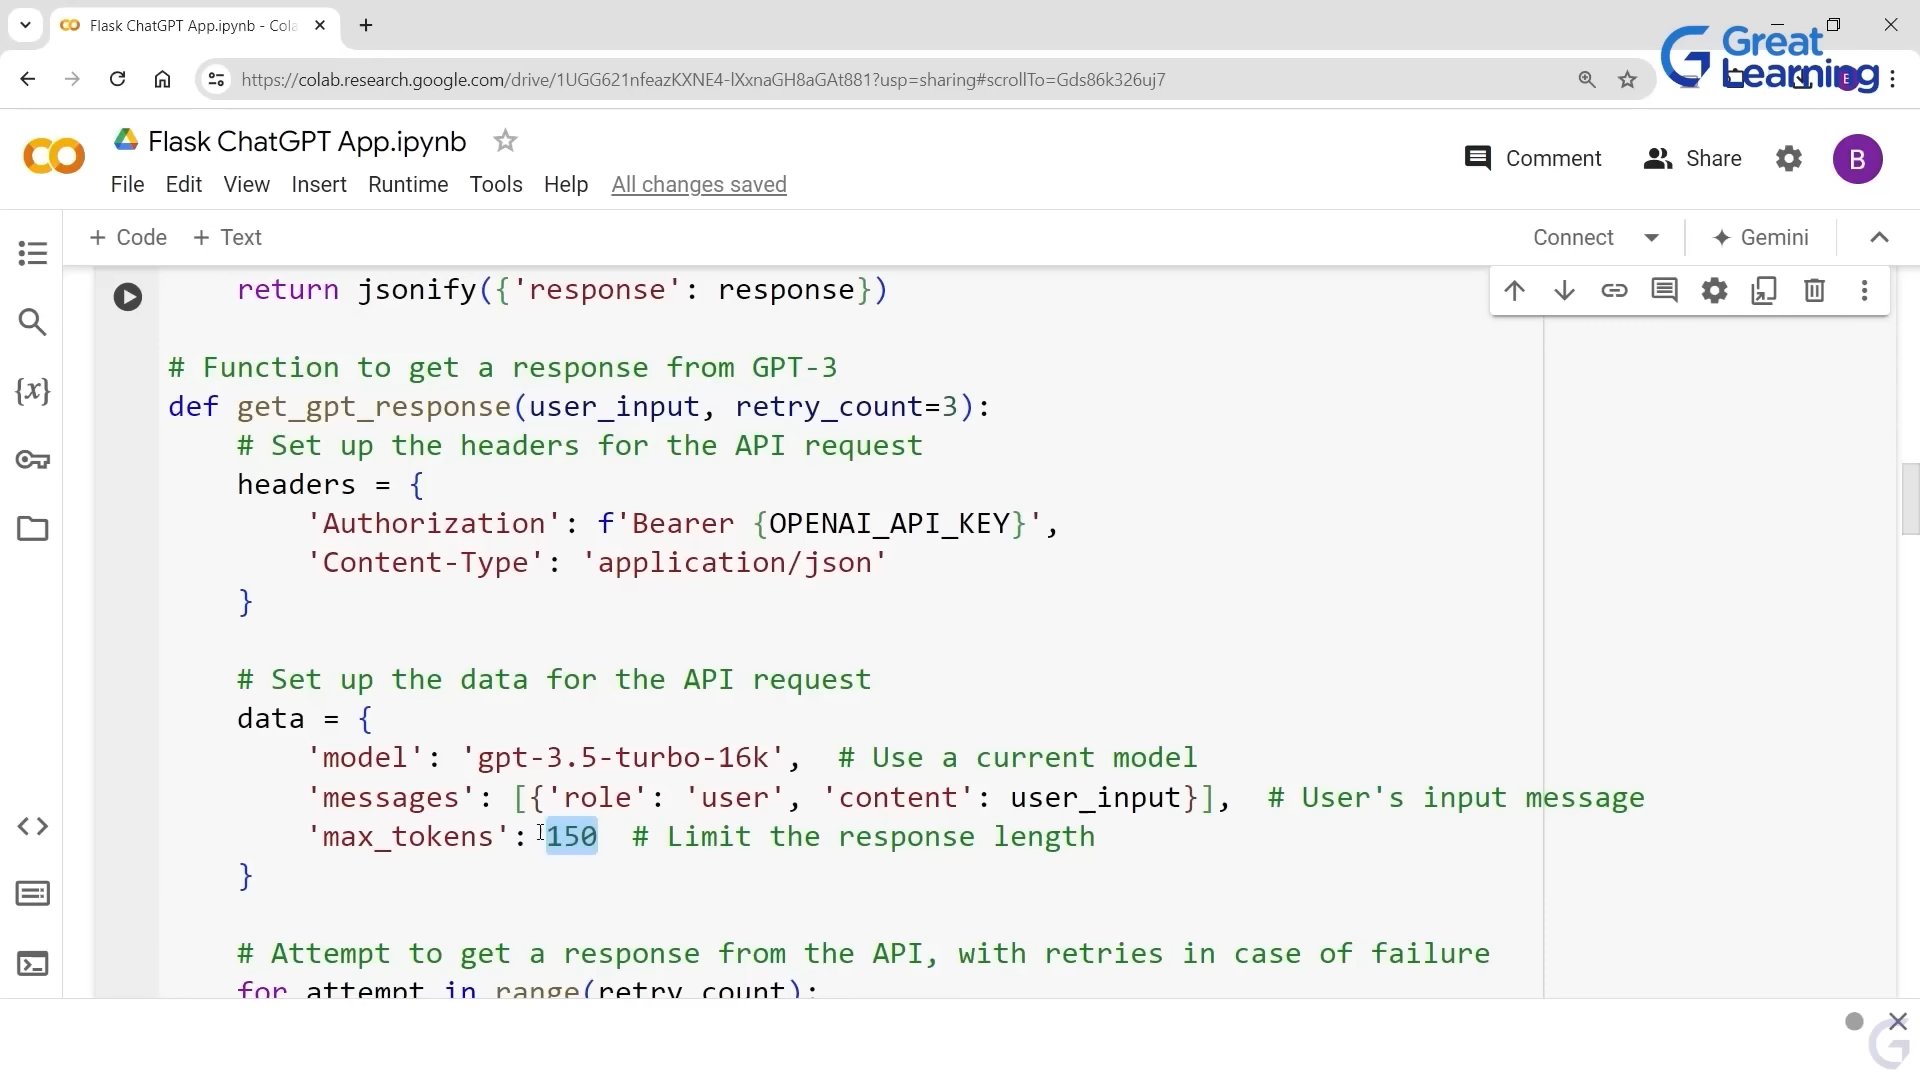 Flask ChatGPT App.ipynb - Cola
https://colab.research.google.com/drive/1UGG621nfeazKXNE4-lXxnaGH8aGAt881?usp=sharing#scrollTo=Gds86k326uj7
Great Learning
Flask ChatGPT App.ipynb
Comment
Share
B
File Edit View Insert Runtime Tools Help All changes saved
+ Code + Text
Connect
Gemini
return jsonify({'response': response})
# Function to get a response from GPT-3
def get_gpt_response(user_input, retry_count=3):
# Set up the headers for the API request
headers = {
'Authorization': f'Bearer {OPENAI_API_KEY}',
'Content-Type': 'application/json'
}
# Set up the data for the API request
data = {
'model': 'gpt-3.5-turbo-16k', # Use a current model
'messages': [{'role': 'user', 'content': user_input}], # User's input message
'max_tokens': 150 # Limit the response length
}
# Attempt to get a response from the API, with retries in case of failure
for attempt in range(retry_count):